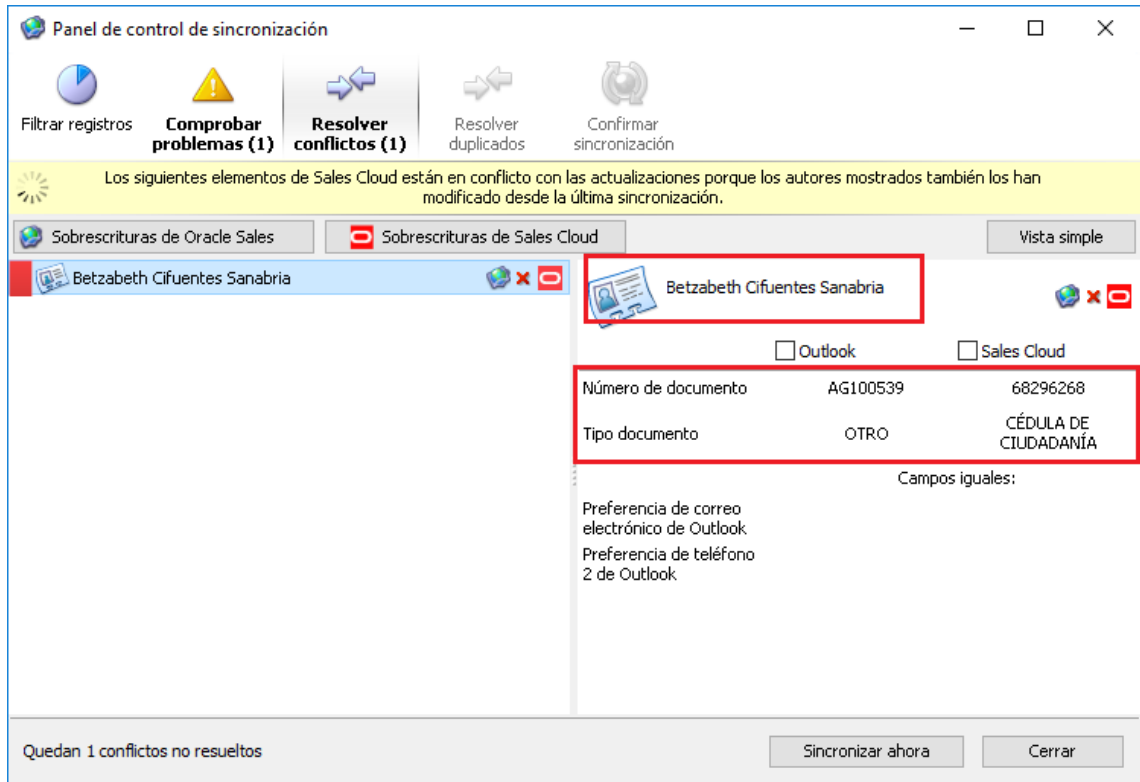 Panel de control de sincronización
Filtrar registros
Comprobar
problemas (1)
Resolver
conflictos (1)
Resolver
duplicados
Confirmar
sincronización
Los siguientes elementos de Sales Cloud están en conflicto con las actualizaciones porque los autores mostrados también los han
modificado desde la última sincronización.
Sobrescrituras de Oracle Sales
Sobrescrituras de Sales Cloud
Vista simple
Betzabeth Cifuentes Sanabria
Betzabeth Cifuentes Sanabria
Outlook Sales Cloud
Número de documento AG100539 68296268
Tipo documento OTRO CÉDULA DE
CIUDADANÍA
Campos iguales:
Preferencia de correo
electrónico de Outlook
Preferencia de teléfono
2 de Outlook
Quedan 1 conflictos no resueltos
Sincronizar ahora
Cerrar